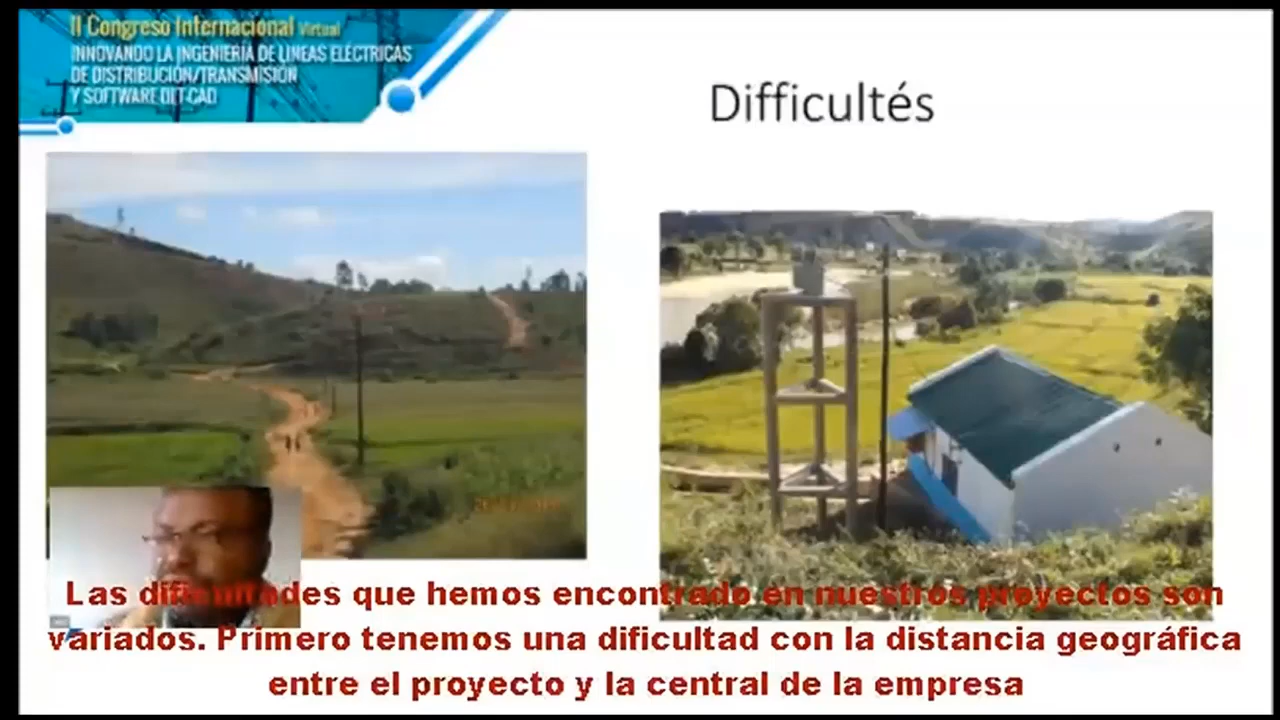 II Congreso Internacional Virtual
INNOVANDO LA INGENIERÍA DE LÍNEAS ELÉCTRICAS
DE DISTRIBUCIÓN/TRANSMISIÓN
Y SOFTWARE DLT-CAD
Difficultés
Las dificultades que hemos encontrado en nuestros proyectos son
variados. Primero tenemos una dificultad con la distancia geográfica
entre el proyecto y la central de la empresa